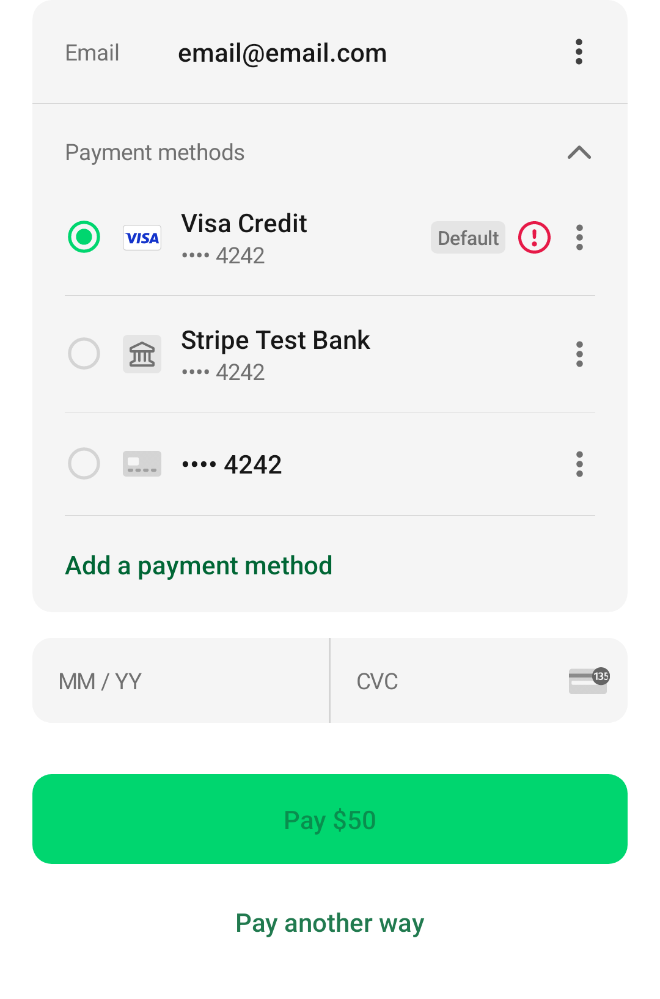 Email
email@email.com
Payment methods
VISA
Visa Credit
•••• 4242
Default
!
Stripe Test Bank
•••• 4242
•••• 4242
Add a payment method
MM / YY
CVC
135
Pay $50
Pay another way